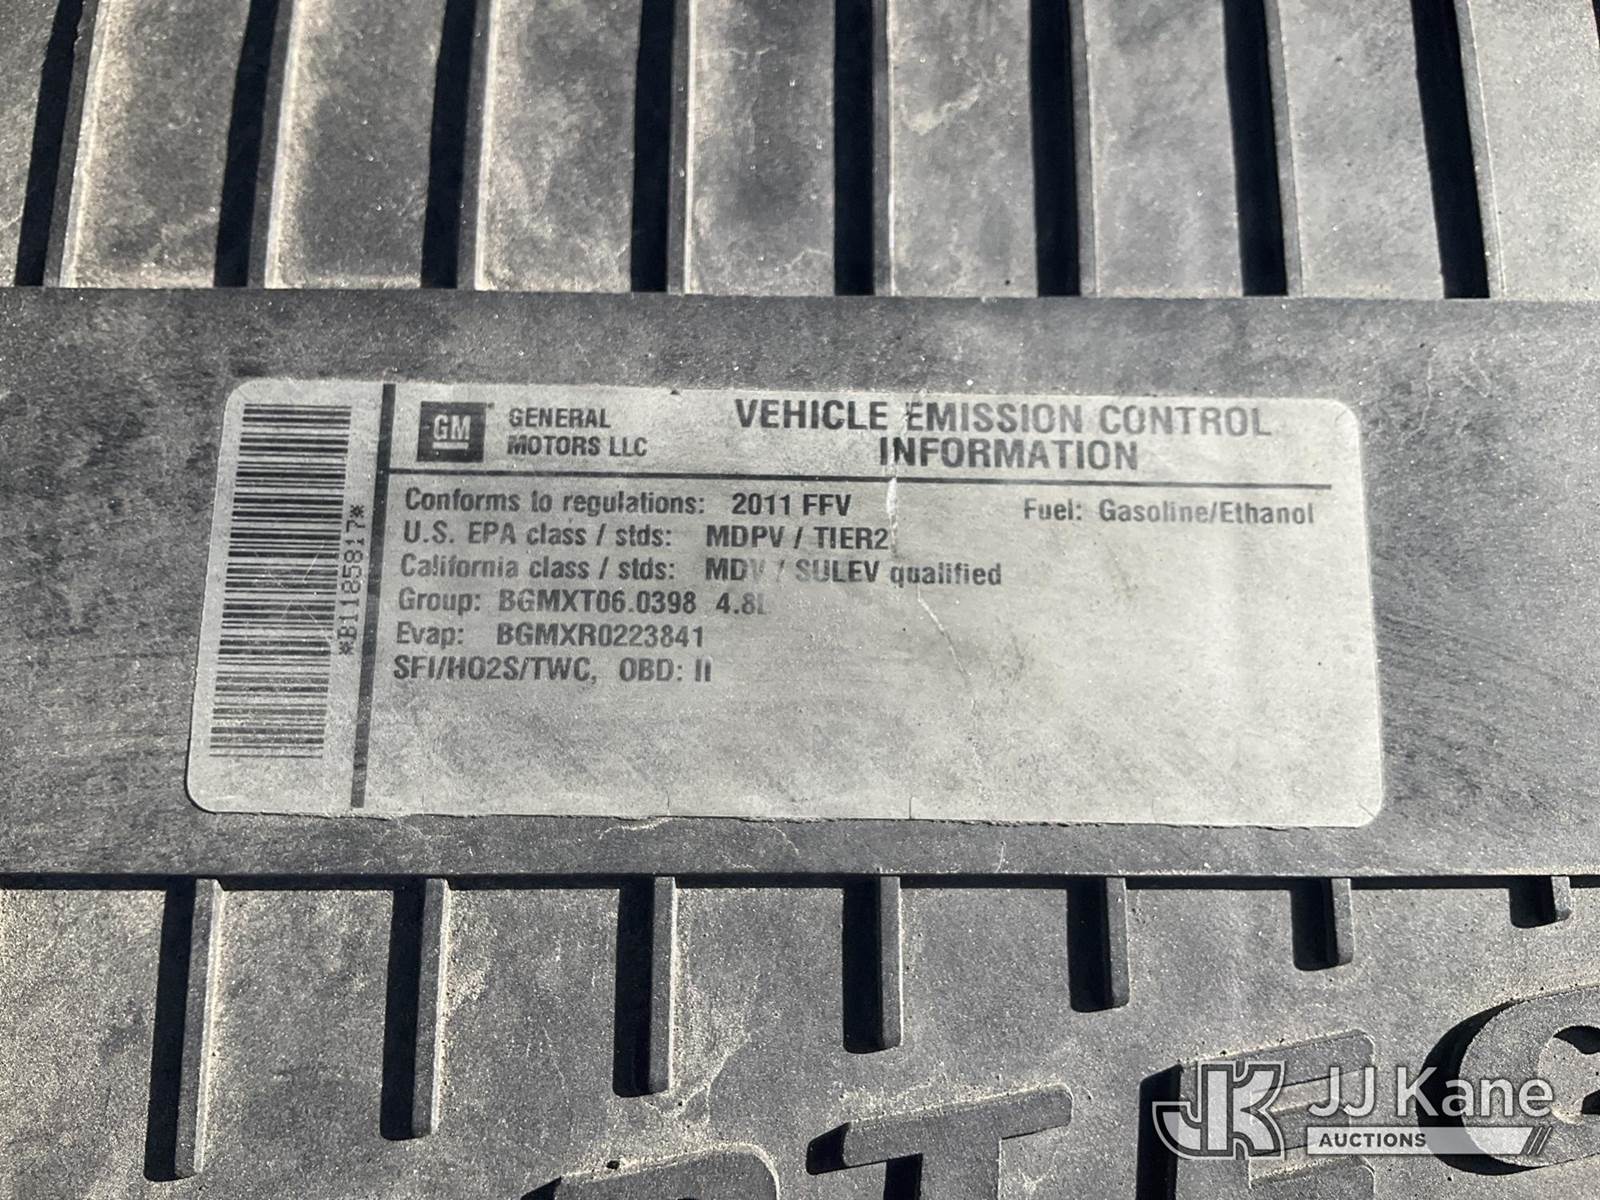 GM GENERAL MOTORS LLC
VEHICLE EMISSION CONTROL
INFORMATION
Conforms to regulations: 2011 FFV
Fuel: Gasoline/Ethanol
U.S. EPA class / stds: MDPV / TIER2
California class / stds: MDV / SULEV qualified
Group: BGMXT06.0398 4.8L
Evap: BGMXR0223841
SFI/HO2S/TWC, OBD: II
*B1185817*
JJ Kane
AUCTIONS